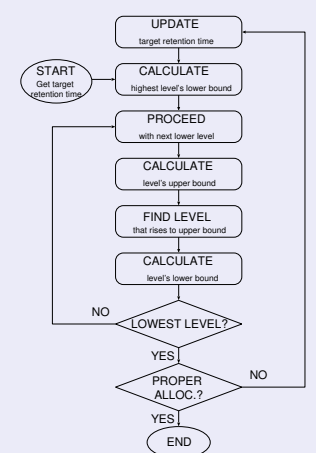 UPDATE
target retention time
START
Get target
retention time
CALCULATE
highest level's lower bound
PROCEED
with next lower level
CALCULATE
level's upper bound
FIND LEVEL
that rises to upper bound
CALCULATE
level's lower bound
NO
LOWEST LEVEL?
YES
PROPER
ALLOC.?
NO
YES
END